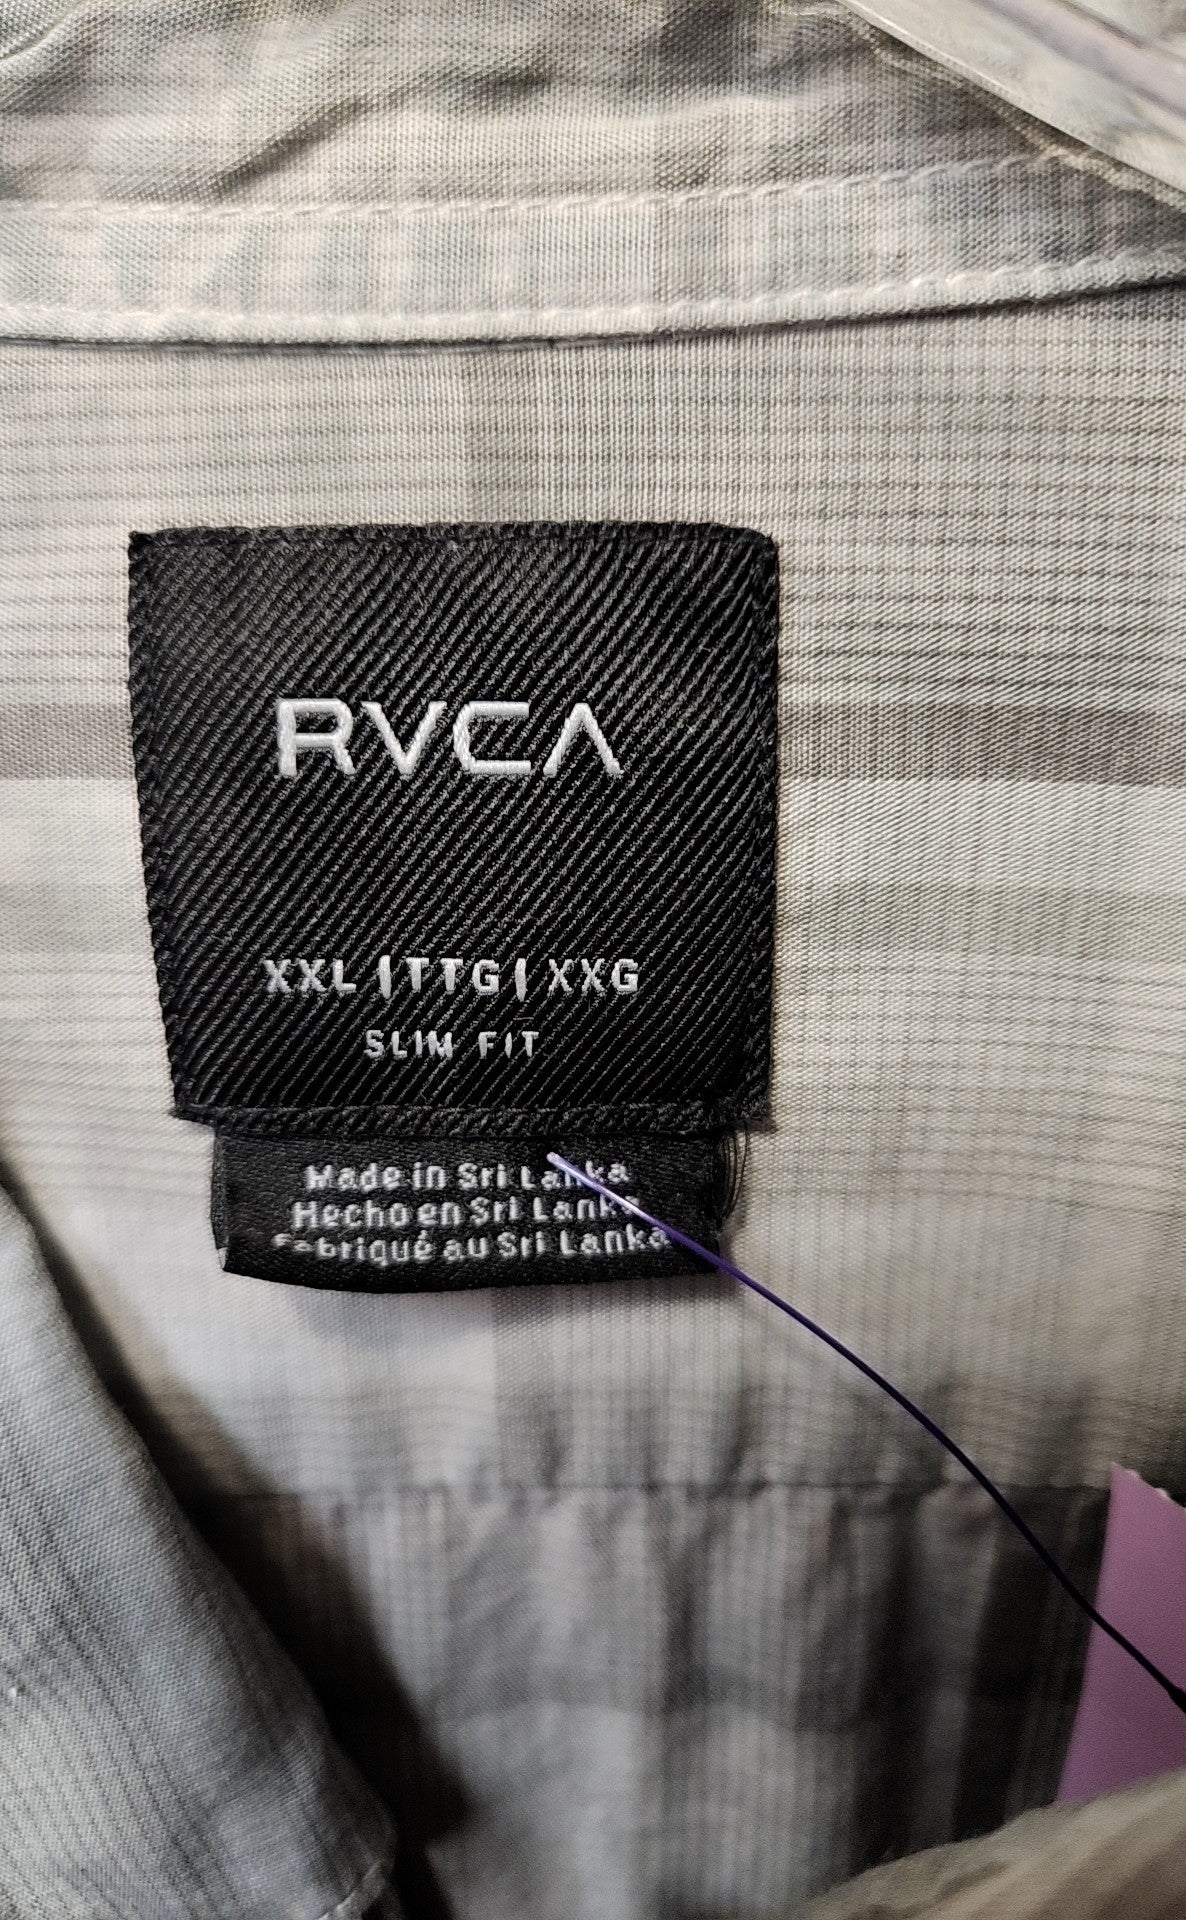 RVCA
XXL | TTG | XXG
SLIM FIT
Made in Sri Lanka
Hecho en Sri Lanka
Fabriqué au Sri Lanka